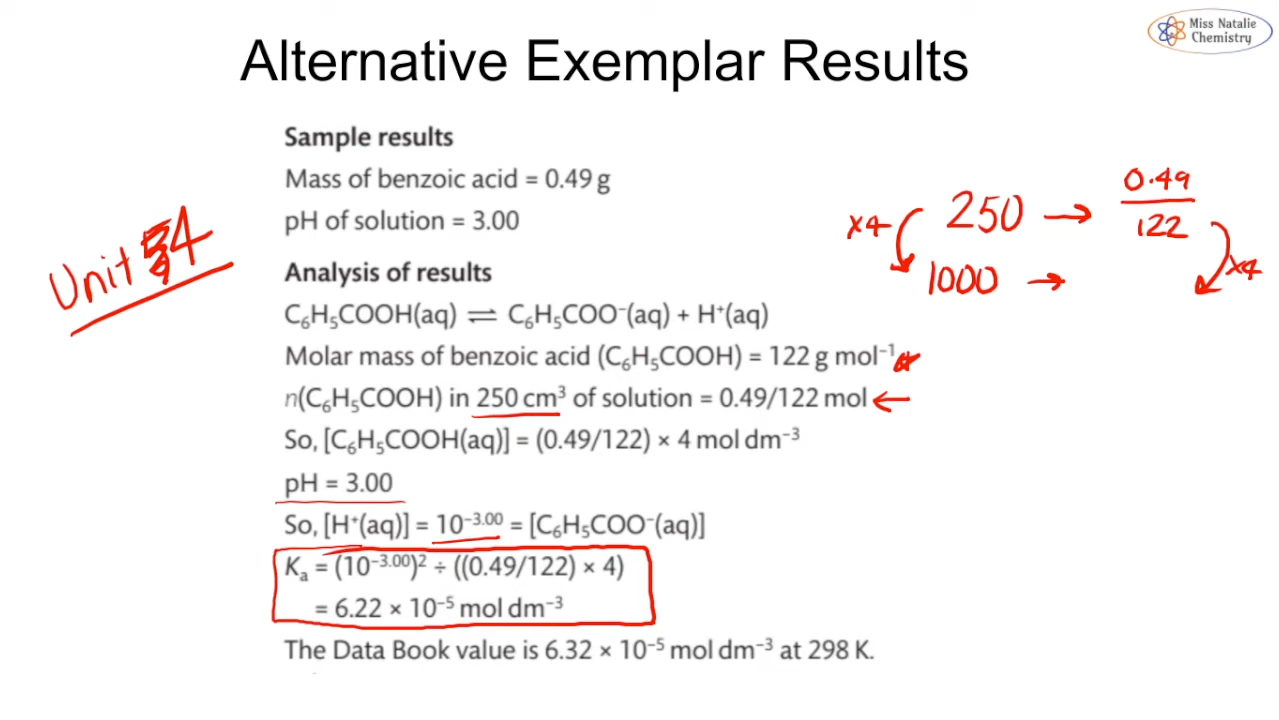 Miss Natalie
Chemistry
Alternative Exemplar Results
Sample results
Mass of benzoic acid = 0.49 g
pH of solution = 3.00
Analysis of results
C₆H₅COOH(aq) ⇌ C₆H₅COO⁻(aq) + H⁺(aq)
Molar mass of benzoic acid (C₆H₅COOH) = 122 g mol⁻¹
n(C₆H₅COOH) in 250 cm³ of solution = 0.49/122 mol ←
So, [C₆H₅COOH(aq)] = (0.49/122) × 4 mol dm⁻³
pH = 3.00
So, [H⁺(aq)] = 10⁻³·⁰⁰ = [C₆H₅COO⁻(aq)]
Kₐ = (10⁻³·⁰⁰)² ÷ ((0.49/122) × 4)
= 6.22 × 10⁻⁵ mol dm⁻³
The Data Book value is 6.32 × 10⁻⁵ mol dm⁻³ at 298 K.
Unit 4
0.49
x4 250 → 122
1000 → x4